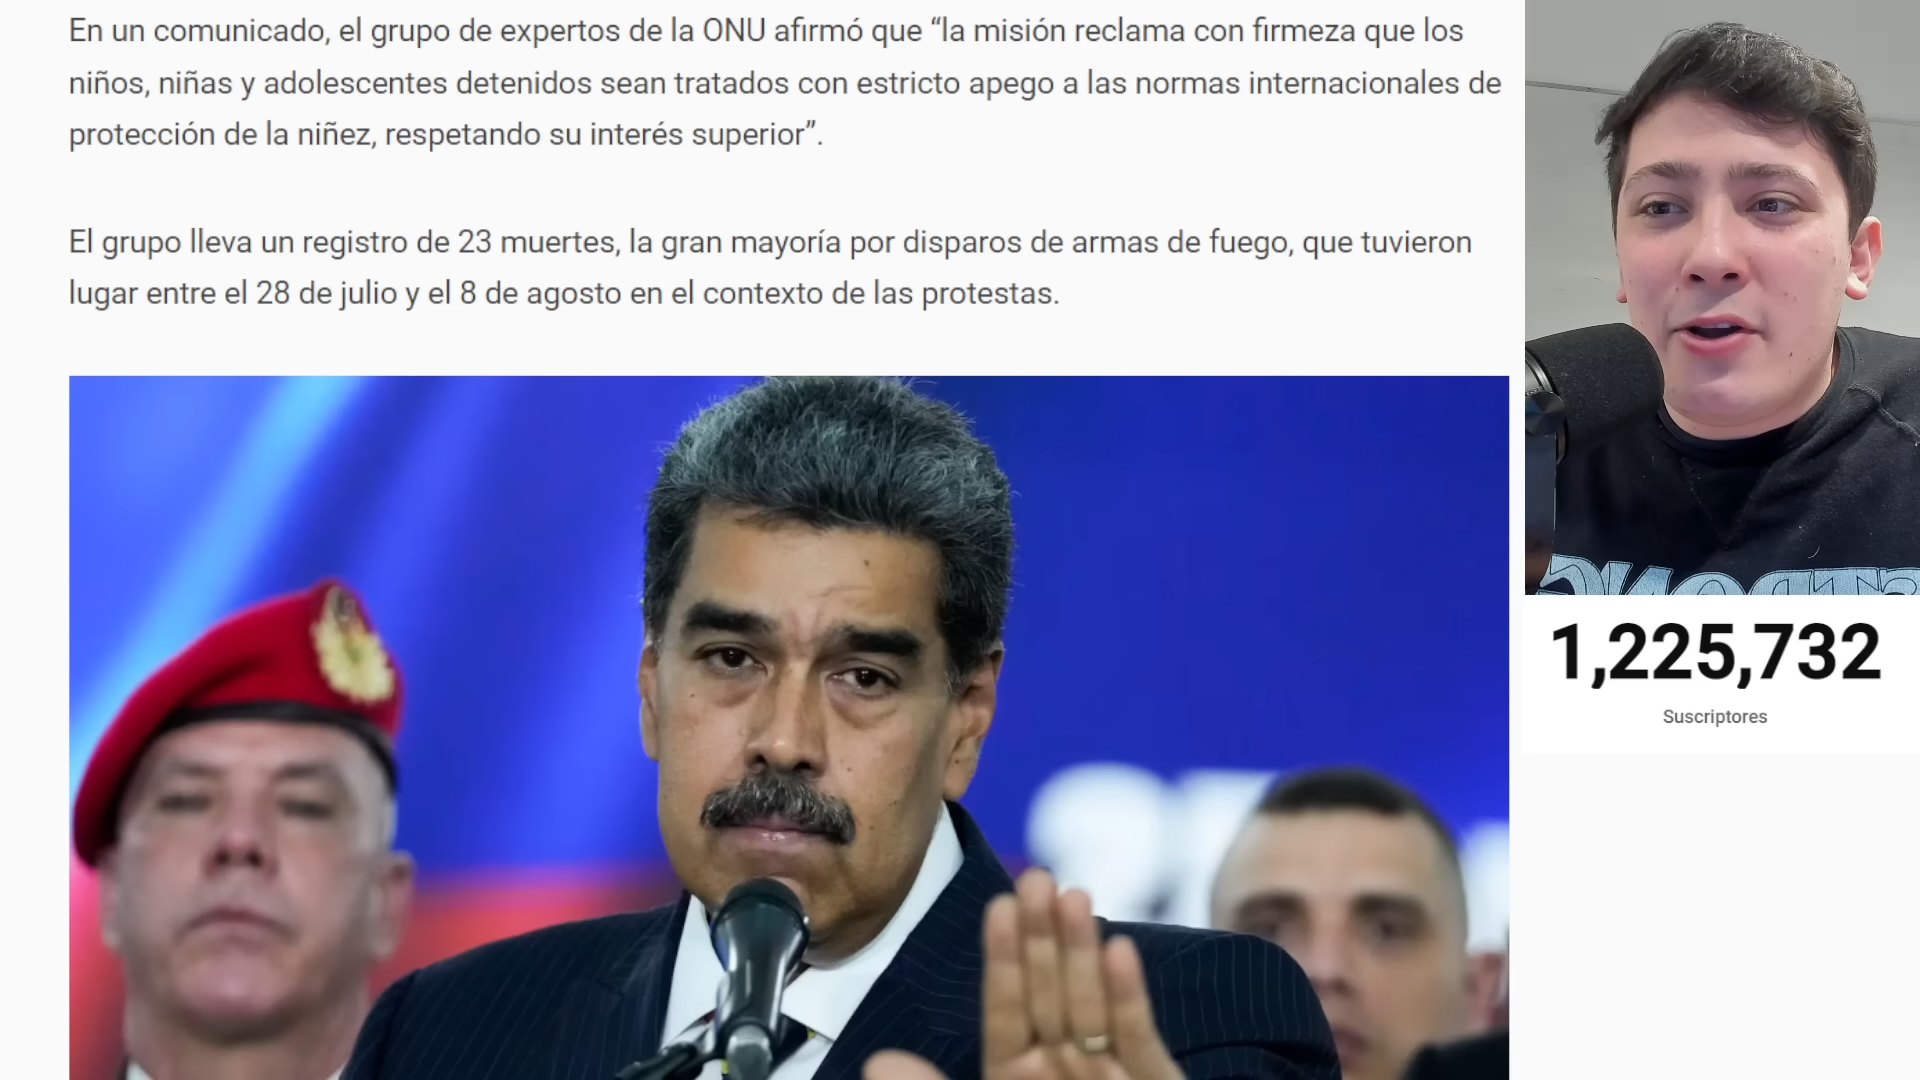 En un comunicado, el grupo de expertos de la ONU afirmó que “la misión reclama con firmeza que los
niños, niñas y adolescentes detenidos sean tratados con estricto apego a las normas internacionales de
protección de la niñez, respetando su interés superior”.
El grupo lleva un registro de 23 muertes, la gran mayoría por disparos de armas de fuego, que tuvieron
lugar entre el 28 de julio y el 8 de agosto en el contexto de las protestas.
1,225,732
Suscriptores